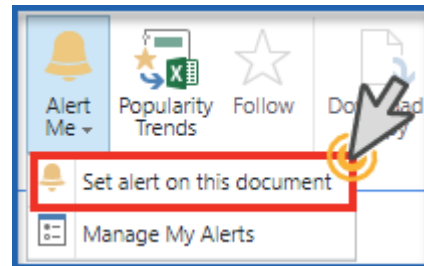 Alert
Me
Popularity
Trends
Follow
Set alert on this document
Manage My Alerts